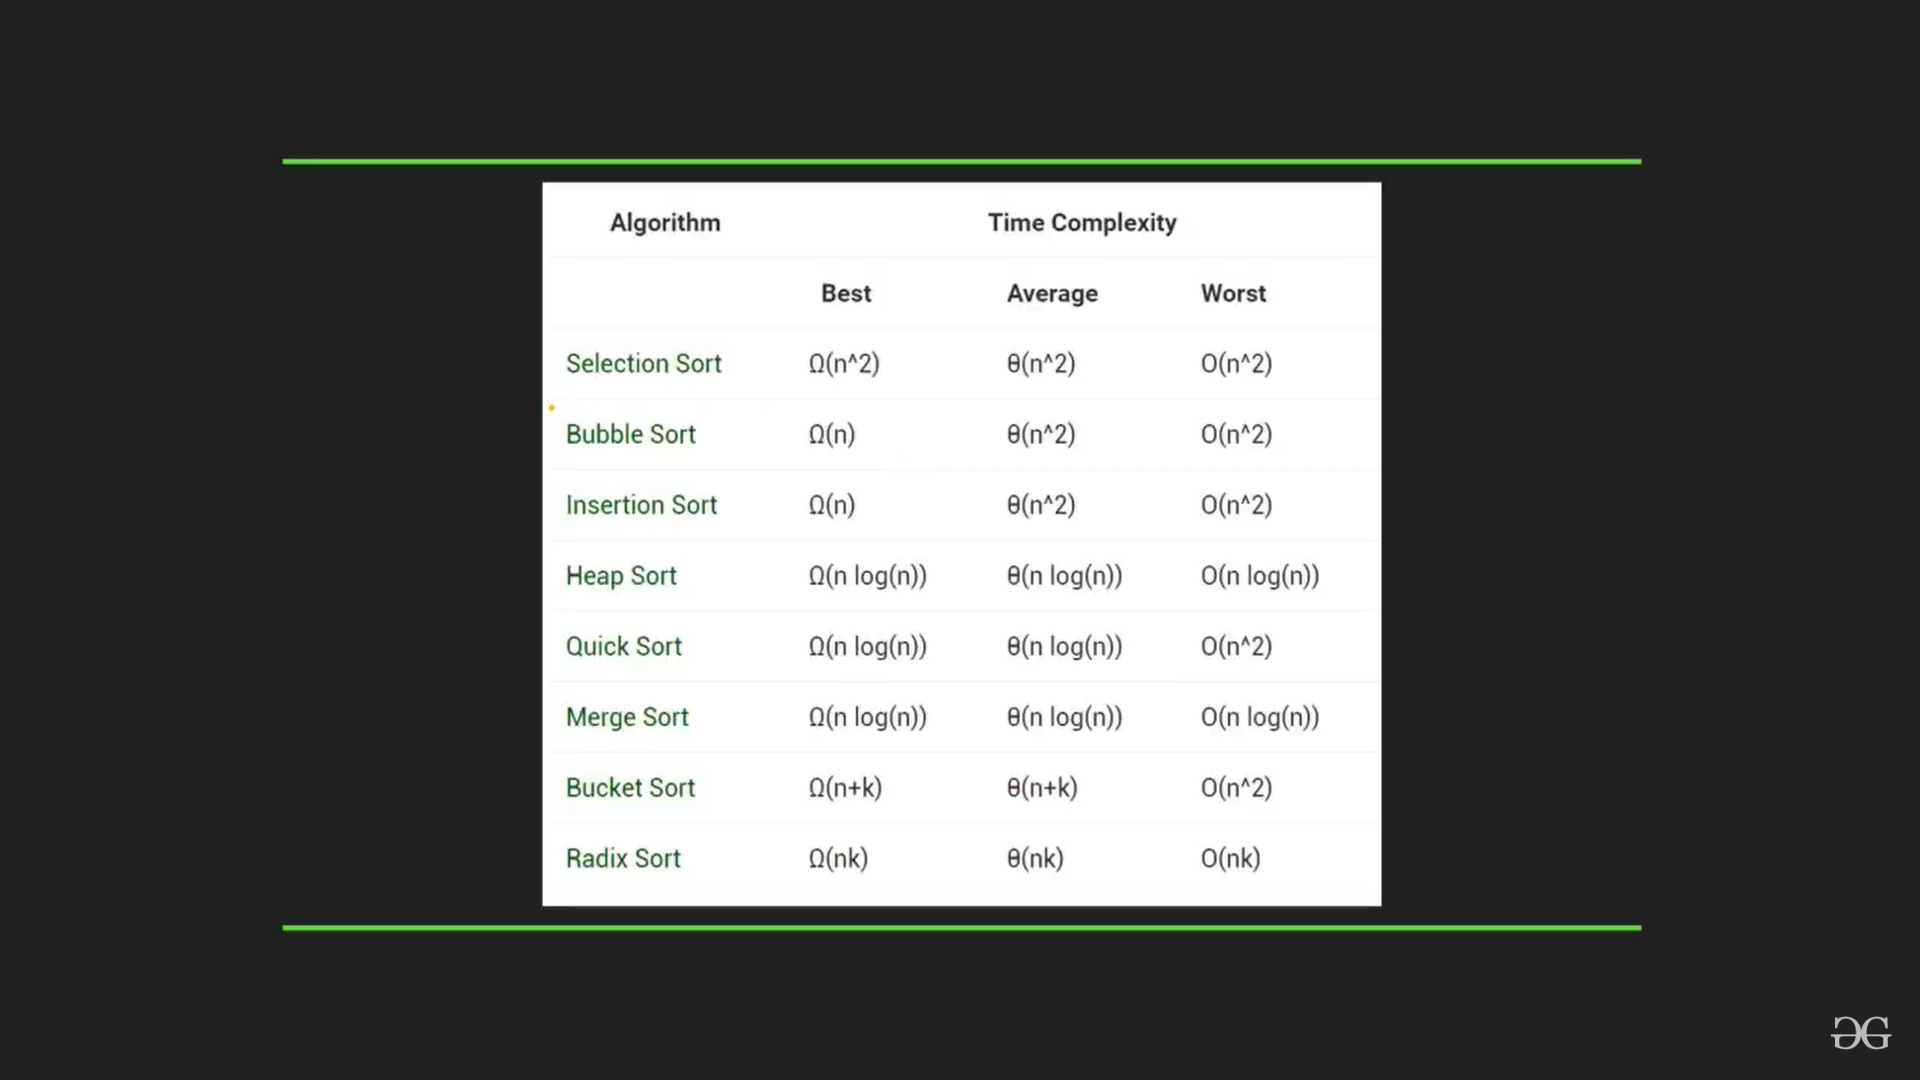 Algorithm Time Complexity
Best Average Worst
Selection Sort Ω(n^2) θ(n^2) O(n^2)
Bubble Sort Ω(n) θ(n^2) O(n^2)
Insertion Sort Ω(n) θ(n^2) O(n^2)
Heap Sort Ω(n log(n)) θ(n log(n)) O(n log(n))
Quick Sort Ω(n log(n)) θ(n log(n)) O(n^2)
Merge Sort Ω(n log(n)) θ(n log(n)) O(n log(n))
Bucket Sort Ω(n+k) θ(n+k) O(n^2)
Radix Sort Ω(nk) θ(nk) O(nk)
GG